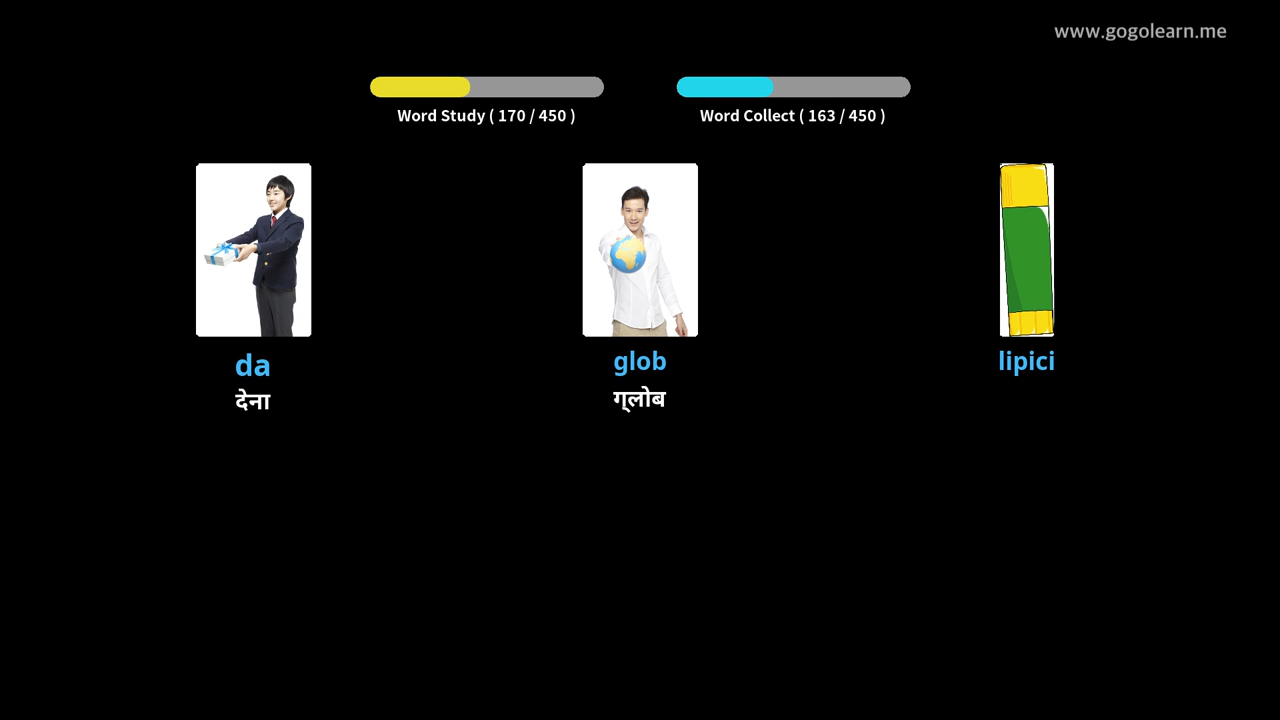 www.gogolearn.me
Word Study ( 170 / 450 )
Word Collect ( 163 / 450 )
da
देना
glob
ग्लोब
lipici